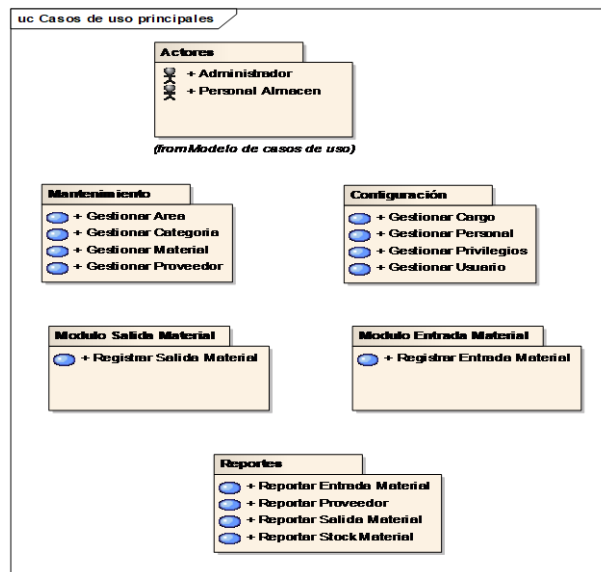 uc Casos de uso principales
Actores
+ Administrador
+ Personal Almacen
(from Modelo de casos de uso)
Mantenimiento
+ Gestionar Area
+ Gestionar Categoria
+ Gestionar Material
+ Gestionar Proveedor
Configuración
+ Gestionar Cargo
+ Gestionar Personal
+ Gestionar Privilegios
+ Gestionar Usuario
Modulo Salida Material
+ Registrar Salida Material
Modulo Entrada Material
+ Registrar Entrada Material
Reportes
+ Reportar Entrada Material
+ Reportar Proveedor
+ Reportar Salida Material
+ Reportar Stock Material